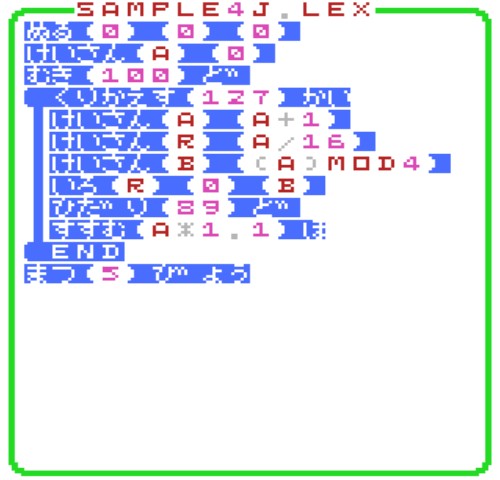 SAMPLE4J.LEX
ぬる 0 0 0
けいさん A 0
むき 100 ど
くりかえす 127 かい
けいさん A A+1
けいさん R A/16
けいさん B (A)MOD4
いろ R 0 B
ひだり 89 ど
すすむ A*1.1 ほ
END
まつ 5 びょう